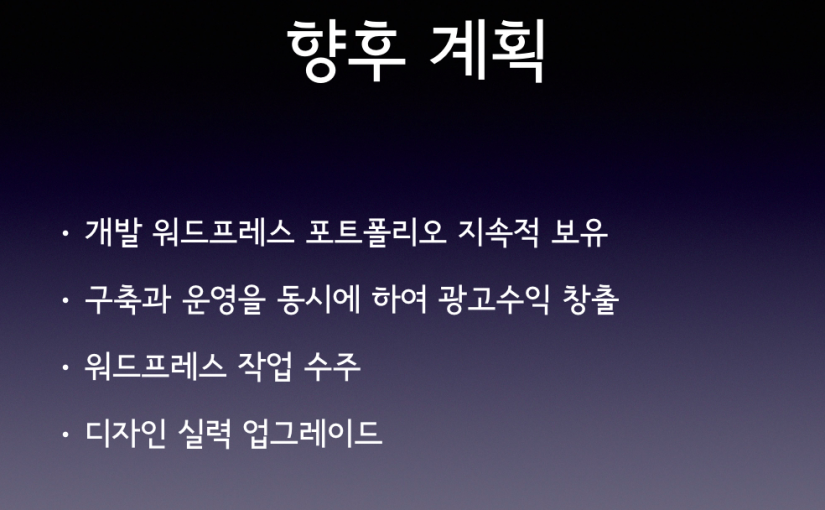 향후 계획
• 개발 워드프레스 포트폴리오 지속적 보유
• 구축과 운영을 동시에 하여 광고수익 창출
• 워드프레스 작업 수주
• 디자인 실력 업그레이드